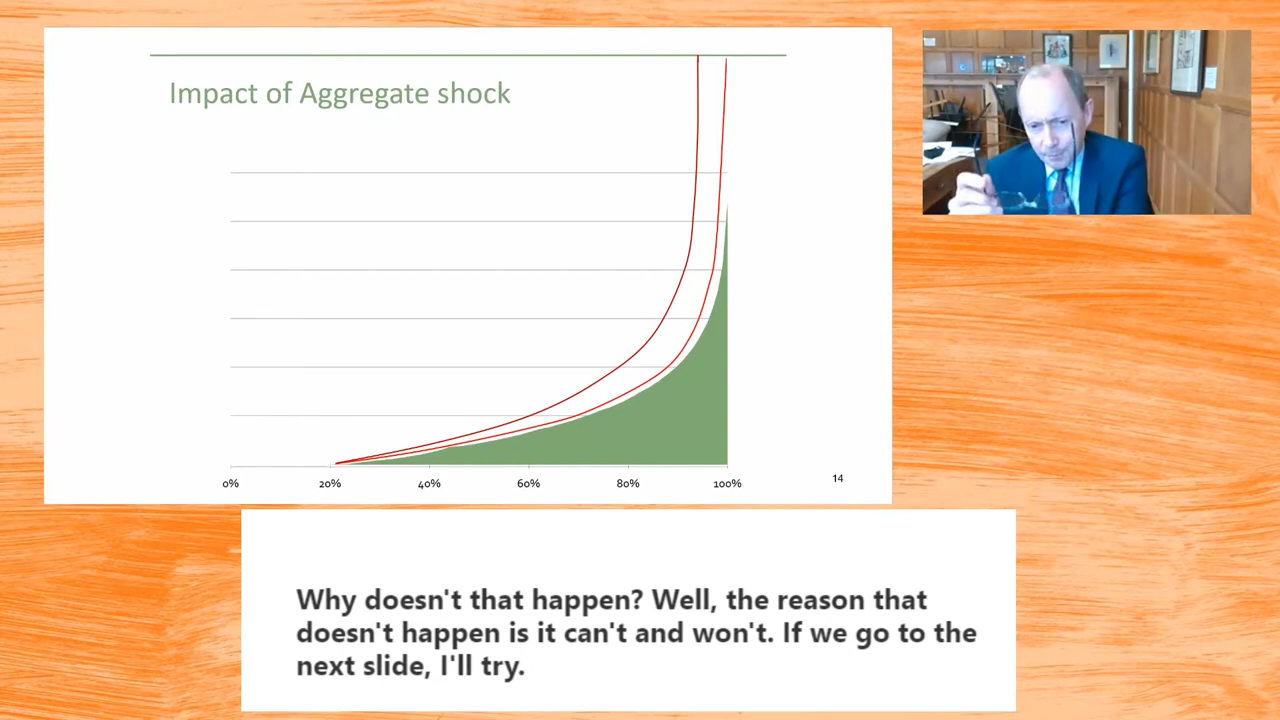 Impact of Aggregate shock
0%
20%
40%
60%
80%
100%
14
Why doesn't that happen? Well, the reason that
doesn't happen is it can't and won't. If we go to the
next slide, I'll try.